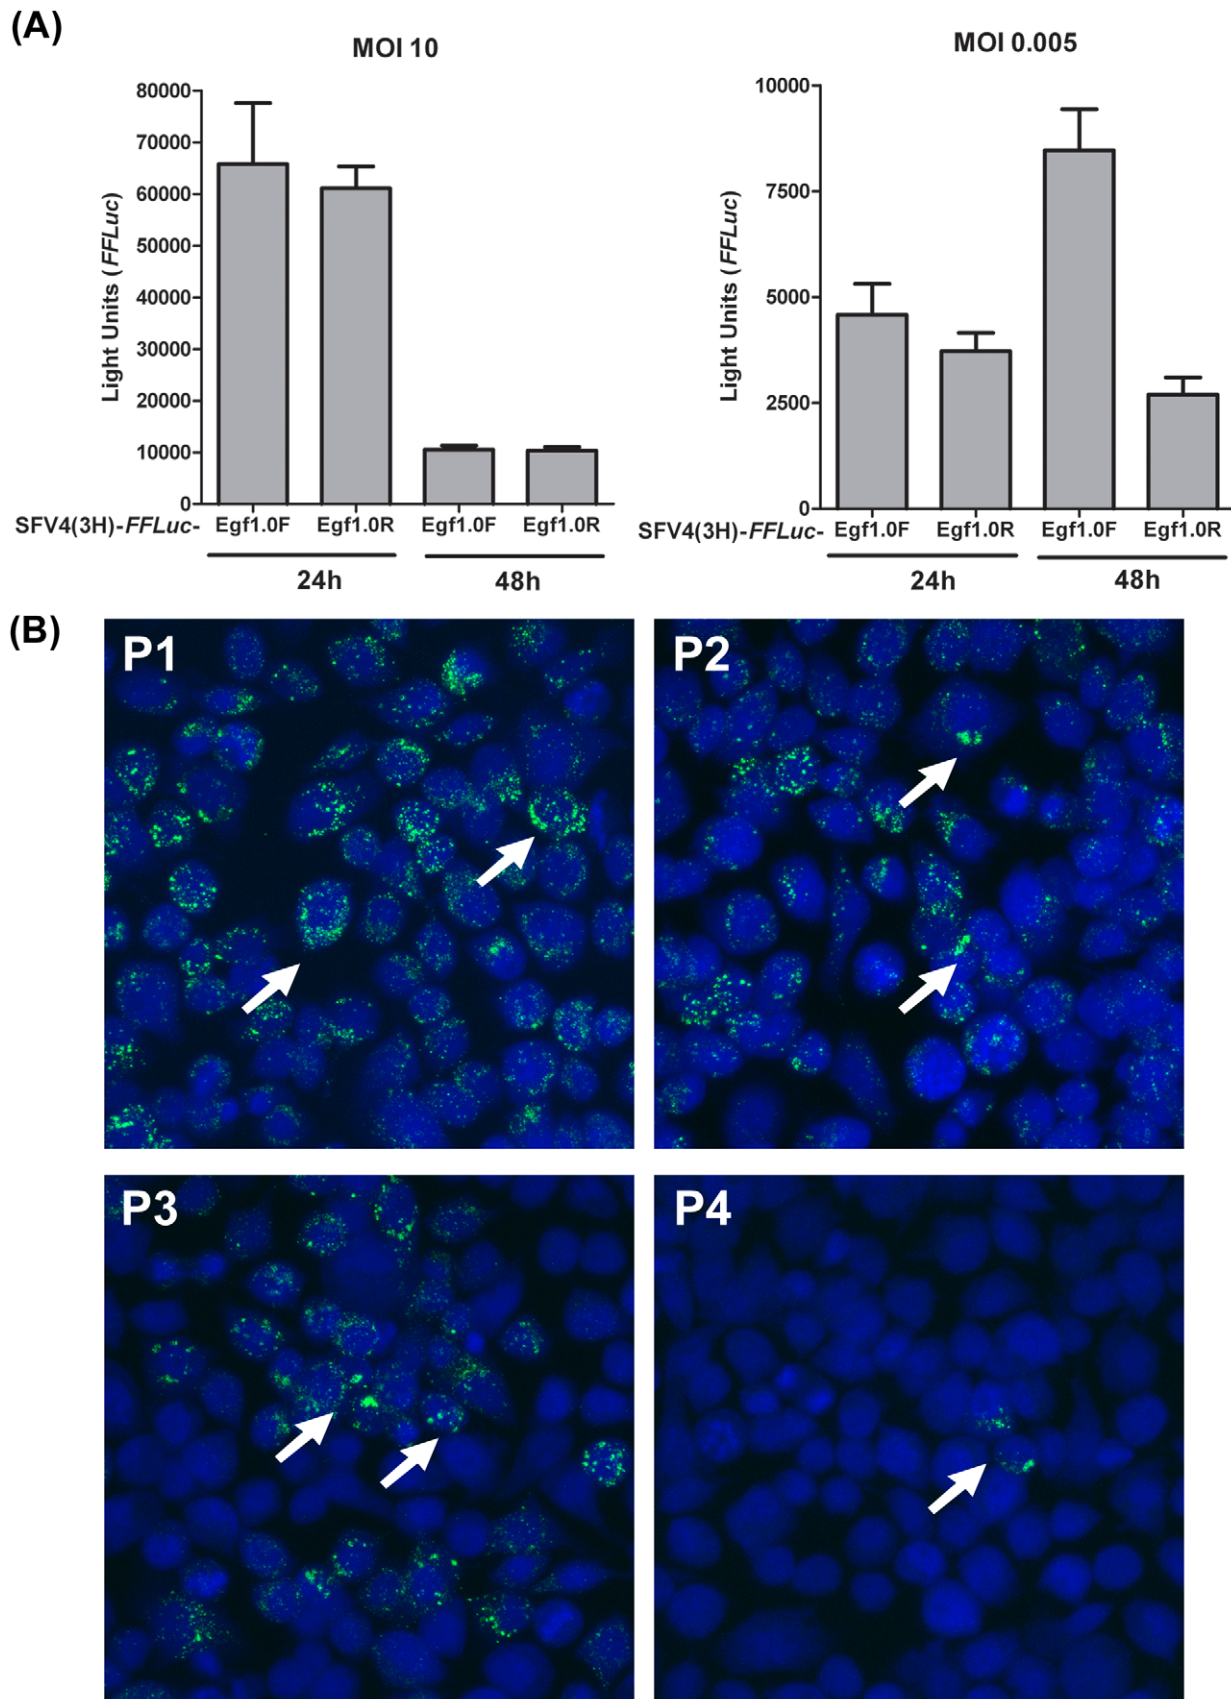 (A)
MOI 10
80000
70000
60000
50000
40000
30000
20000
10000
0
Light Units (FFLuc)
SFV4(3H)-FFLuc- Egf1.0F Egf1.0R Egf1.0F Egf1.0R
24h 48h
MOI 0.005
10000
7500
5000
2500
0
Light Units (FFLuc)
SFV4(3H)-FFLuc- Egf1.0F Egf1.0R Egf1.0F Egf1.0R
24h 48h
(B)
P1
P2
P3
P4